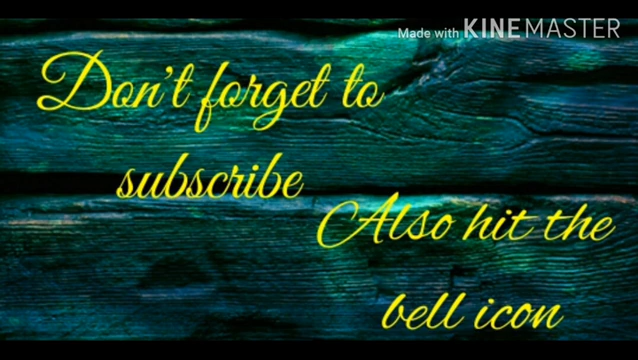 Made with KINEMASTER
Don't forget to
subscribe
Also hit the
bell icon